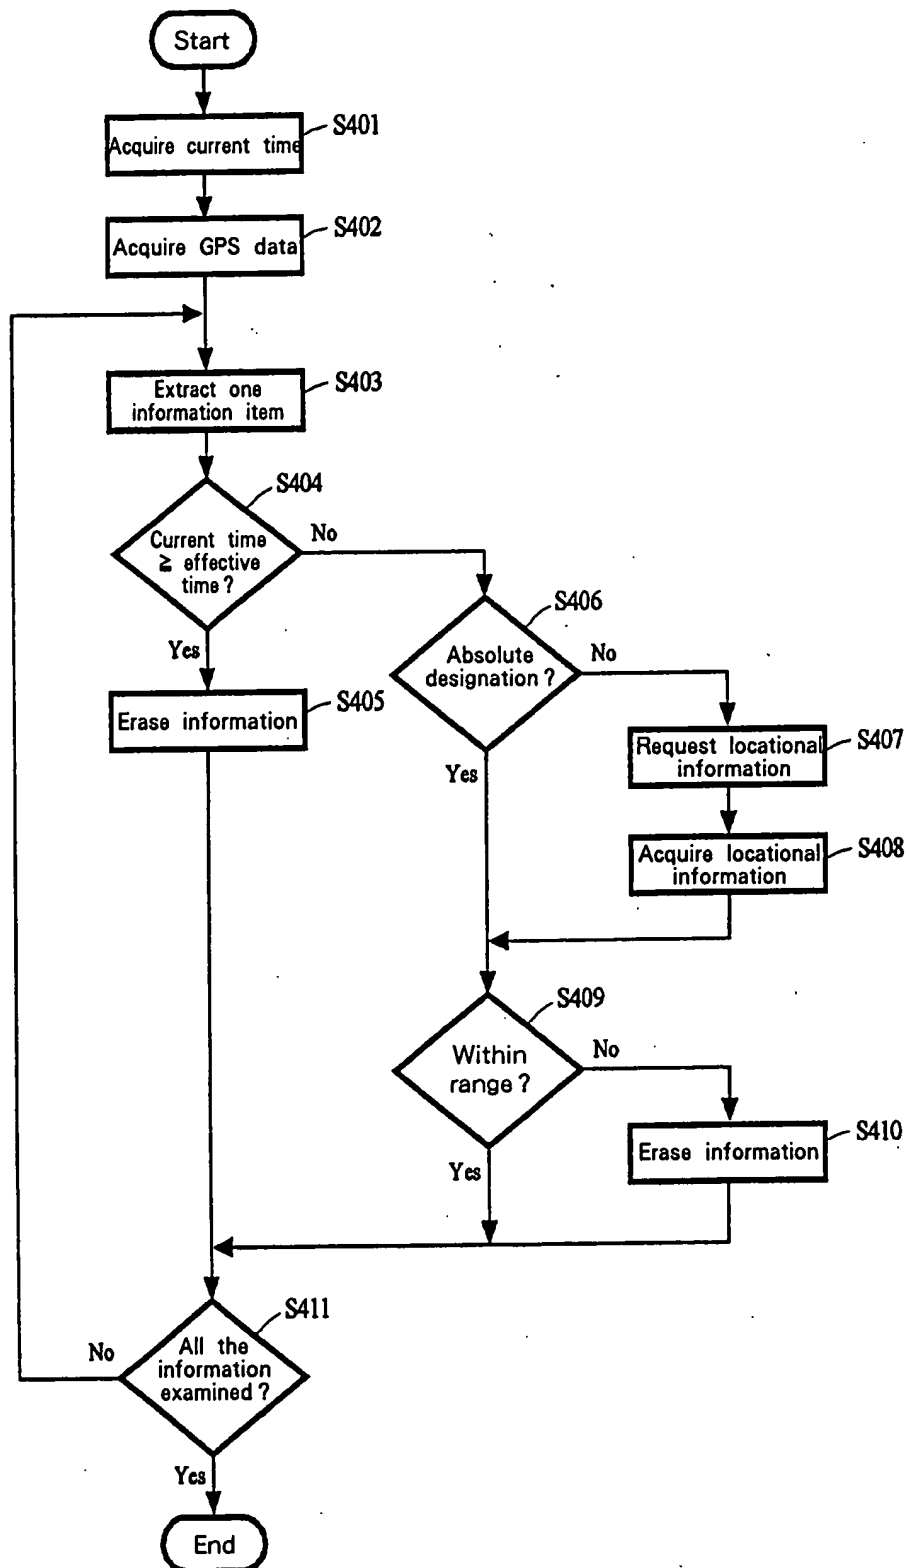 Start
S401
Acquire current time
S402
Acquire GPS data
S403
Extract one
information item
S404
Current time
≧ effective
time?
No
Yes
S405
Erase information
S406
Absolute
designation?
No
Yes
S407
Request locational
information
S408
Acquire locational
information
S409
Within
range?
No
Yes
S410
Erase information
S411
All the
information
examined?
No
Yes
End